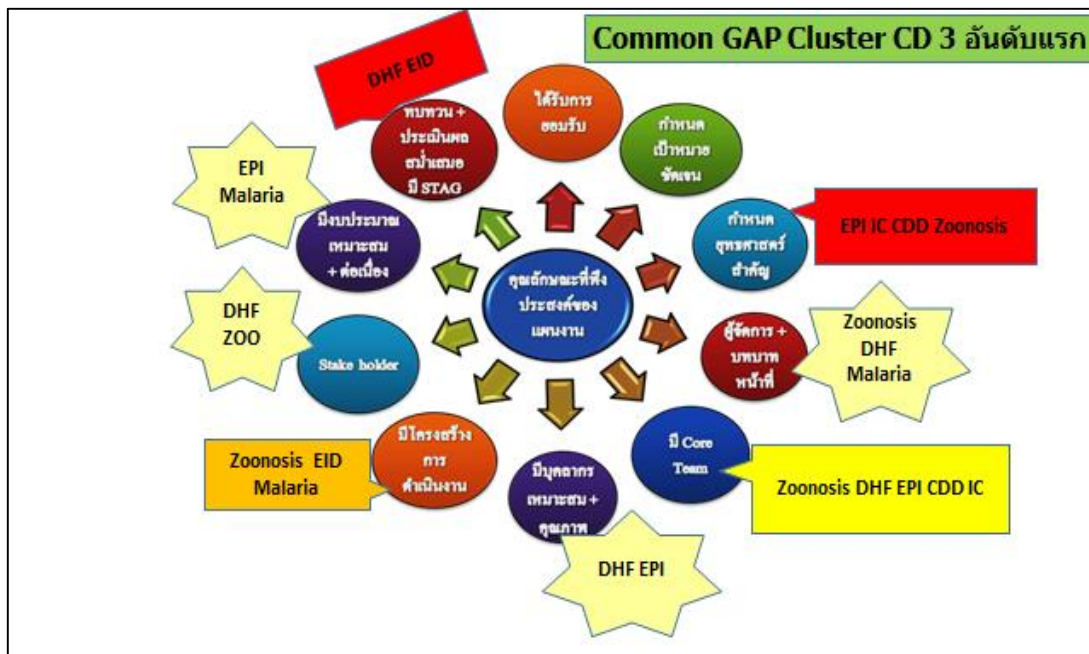 Common GAP Cluster CD 3 อันดับแรก
DHF EID
ได้รับการ
ยอมรับ
ทบทวน +
ประเมินผล
สม่ำเสมอ
มี STAG
กำหนด
เป้าหมาย
ชัดเจน
EPI
Malaria
มีงบประมาณ
เหมาะสม
+ ต่อเนื่อง
กำหนด
ยุทธศาสตร์
สำคัญ
EPI IC CDD Zoonosis
คุณลักษณะที่พึง
ประสงค์ของ
แผนงาน
DHF
ZOO
Stake holder
ผู้จัดการ +
บทบาท
หน้าที่
Zoonosis
DHF
Malaria
Zoonosis EID
Malaria
มีโครงสร้าง
การ
ดำเนินงาน
มีบุคลากร
เหมาะสม +
คุณภาพ
DHF EPI
มี Core
Team
Zoonosis DHF EPI CDD IC